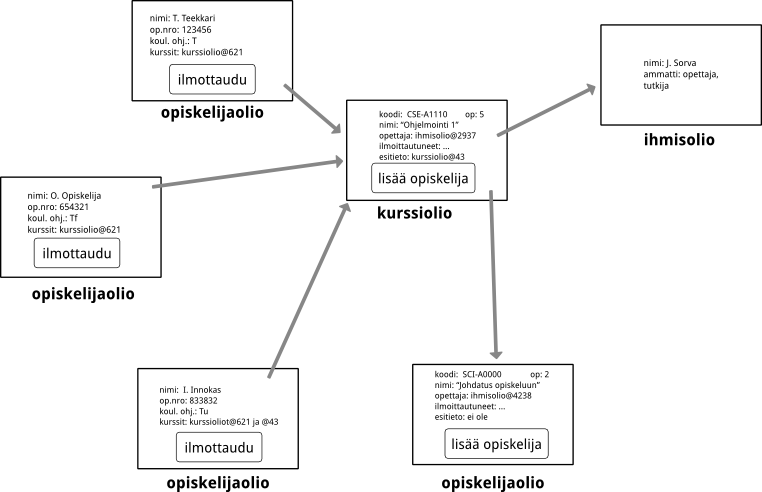 nimi: T. Teekkari
op.nro: 123456
koul. ohj.: T
kurssit: kurssiolio@621
ilmottaudu
opiskelijaolio
nimi: J. Sorva
ammatti: opettaja,
tutkija
ihmisolio
koodi: CSE-A1110 op: 5
nimi: "Ohjelmointi 1"
opettaja: ihmisolio@2937
ilmoittautuneet: ...
esitieto: kurssiolio@43
lisää opiskelija
kurssiolio
nimi: O. Opiskelija
op.nro: 654321
koul. ohj.: Tf
kurssit: kurssiolio@621
ilmottaudu
opiskelijaolio
nimi: I. Innokas
op.nro: 833832
koul. ohj.: Tu
kurssit: kurssioliot@621 ja @43
ilmottaudu
opiskelijaolio
koodi: SCI-A0000 op: 2
nimi: "Johdatus opiskeluun"
opettaja: ihmisolio@4238
ilmoittautuneet: ...
esitieto: ei ole
lisää opiskelija
opiskelijaolio